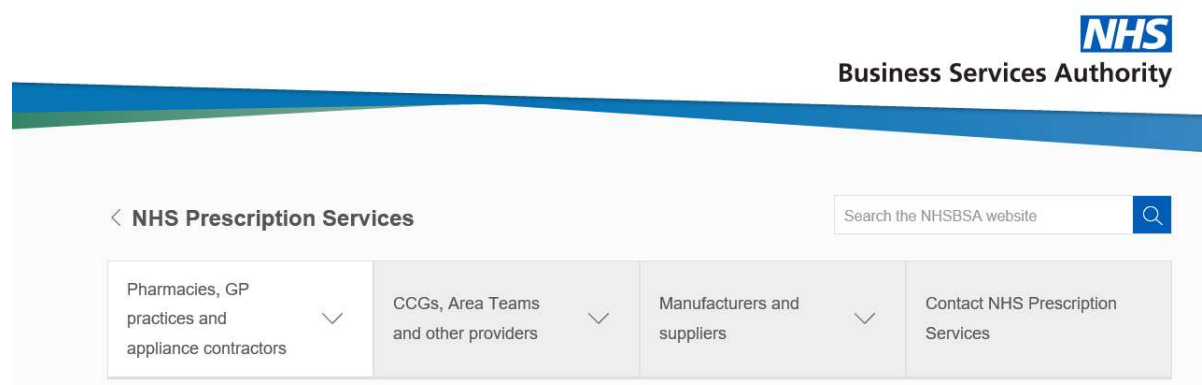 NHS
Business Services Authority
< NHS Prescription Services
Search the NHSBSA website
Pharmacies, GP
practices and
appliance contractors
CCGs, Area Teams
and other providers
Manufacturers and
suppliers
Contact NHS Prescription
Services